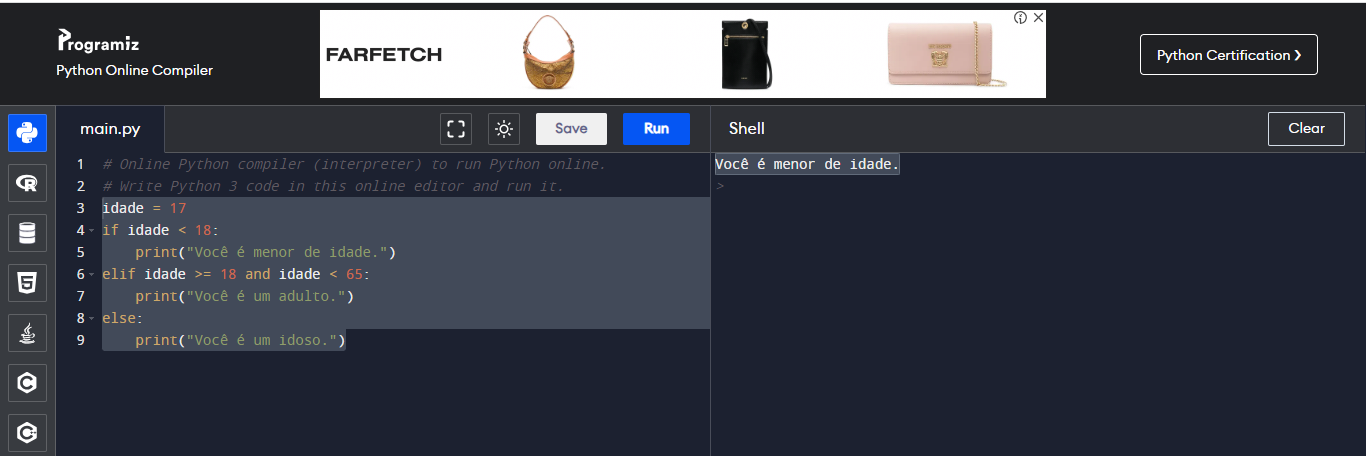 Programiz
Python Online Compiler
FARFETCH
Python Certification ❯
main.py
Save
Run
Shell
Clear
1 # Online Python compiler (interpreter) to run Python online.
2 # Write Python 3 code in this online editor and run it.
3 idade = 17
4 if idade < 18:
5     print("Você é menor de idade.")
6 elif idade >= 18 and idade < 65:
7     print("Você é um adulto.")
8 else:
9     print("Você é um idoso.")
Você é menor de idade.
>